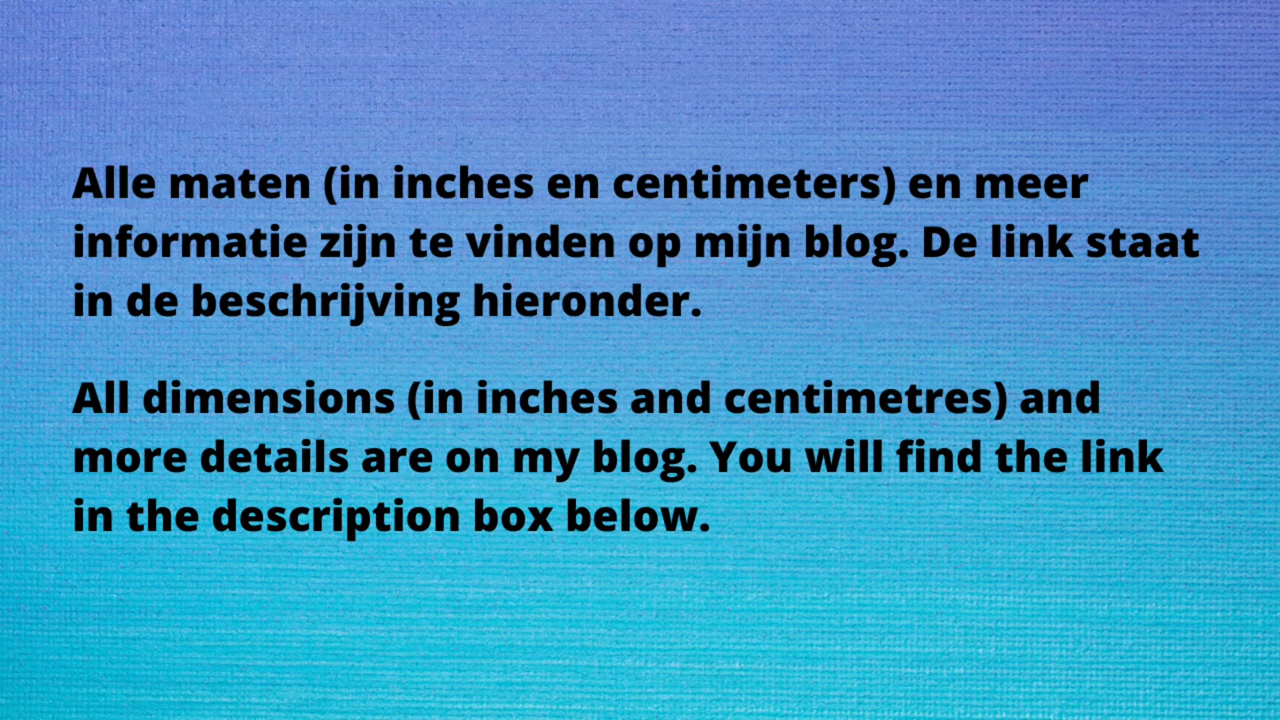 Alle maten (in inches en centimeters) en meer
informatie zijn te vinden op mijn blog. De link staat
in de beschrijving hieronder.
All dimensions (in inches and centimetres) and
more details are on my blog. You will find the link
in the description box below.